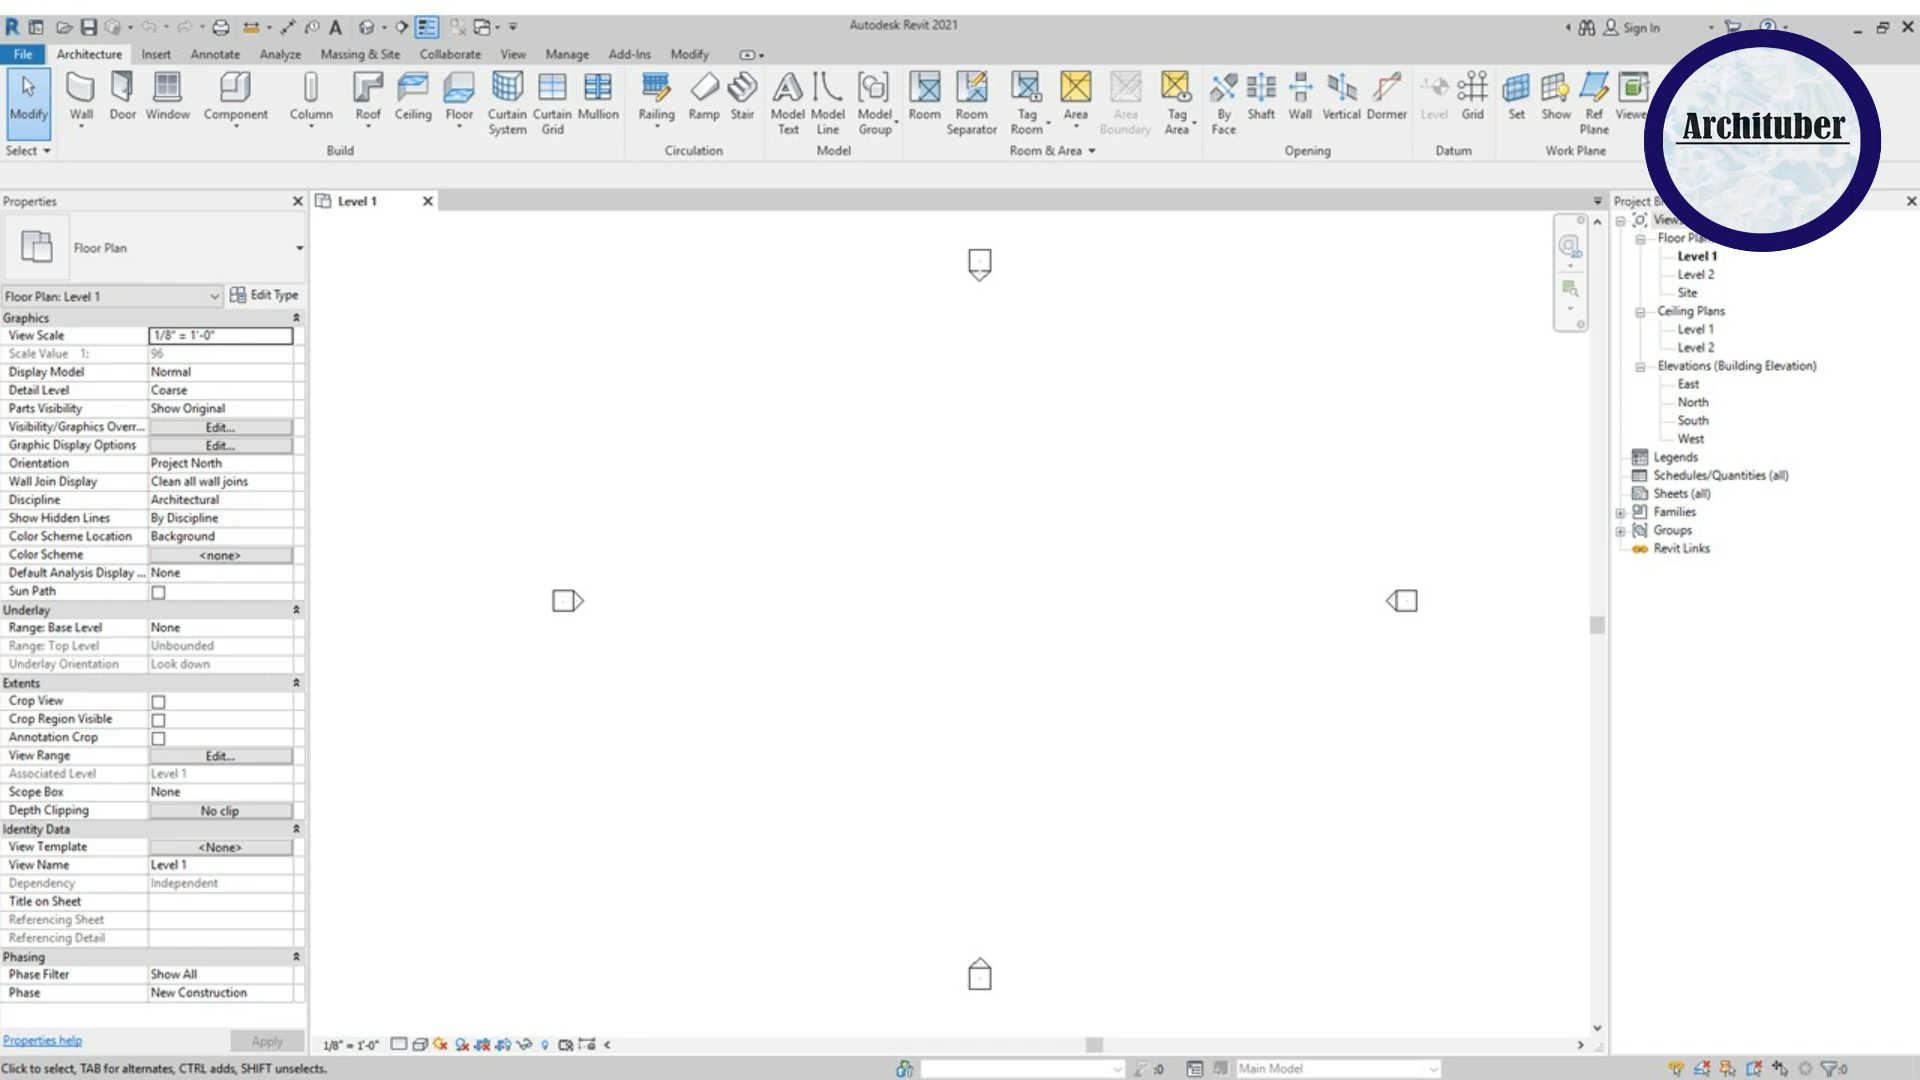 Autodesk Revit 2021
Sign In
File Architecture Insert Annotate Analyze Massing & Site Collaborate View Manage Add-Ins Modify
Modify Wall Door Window Component Column Roof Ceiling Floor Curtain System Curtain Grid Mullion Railing Ramp Stair Model Text Model Line Model Group Room Room Separator Tag Room Area Area Boundary Tag Area By Face Shaft Wall Vertical Dormer Level Grid Set Show Ref Plane Viewe
Select Build Circulation Model Room & Area Opening Datum Work Plane
Archituber
Properties
Floor Plan
Floor Plan: Level 1 Edit Type
Graphics
View Scale 1/8" = 1'-0"
Scale Value 1: 96
Display Model Normal
Detail Level Coarse
Parts Visibility Show Original
Visibility/Graphics Overr... Edit...
Graphic Display Options Edit...
Orientation Project North
Wall Join Display Clean all wall joins
Discipline Architectural
Show Hidden Lines By Discipline
Color Scheme Location Background
Color Scheme <none>
Default Analysis Display ... None
Sun Path
Underlay
Range: Base Level None
Range: Top Level Unbounded
Underlay Orientation Look down
Extents
Crop View
Crop Region Visible
Annotation Crop
View Range Edit...
Associated Level Level 1
Scope Box None
Depth Clipping No clip
Identity Data
View Template <None>
View Name Level 1
Dependency Independent
Title on Sheet
Referencing Sheet
Referencing Detail
Phasing
Phase Filter Show All
Phase New Construction
Properties help Apply
Level 1
1/8" = 1'-0"
Project B
View
Floor Pla
Level 1
Level 2
Site
Ceiling Plans
Level 1
Level 2
Elevations (Building Elevation)
East
North
South
West
Legends
Schedules/Quantities (all)
Sheets (all)
Families
Groups
Revit Links
Click to select, TAB for alternates, CTRL adds, SHIFT unselects.
:0
Main Model
:0